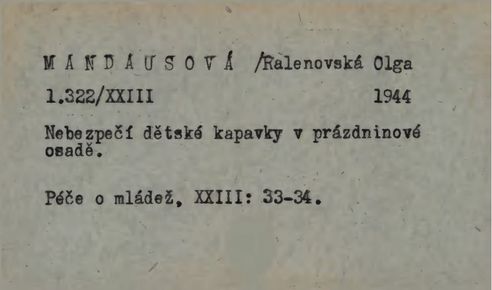 M A N D A U S O V Á /Ralenovská Olga
1.322/XXIII 1944
Nebezpečí dětské kapavky v prázdninové
osadě.
Péče o mládež, XXIII: 33-34.